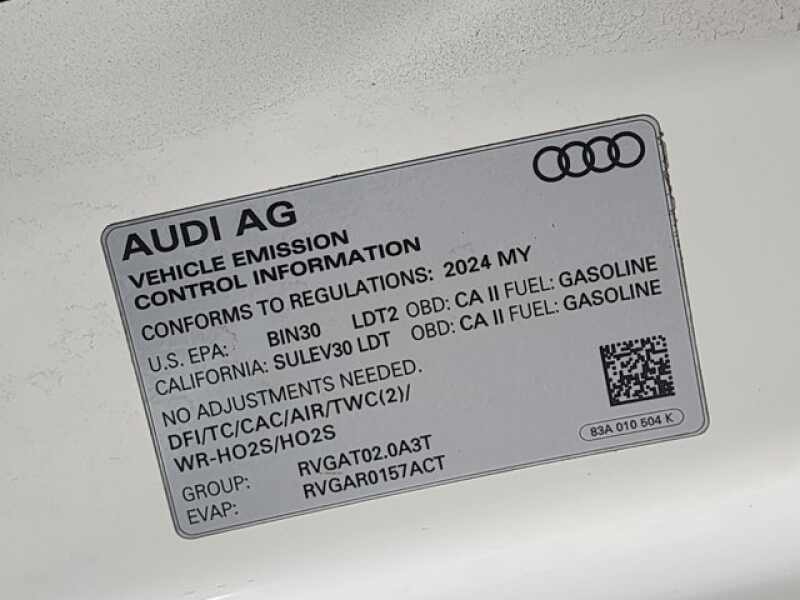 AUDI AG
VEHICLE EMISSION
CONTROL INFORMATION
CONFORMS TO REGULATIONS: 2024 MY
U.S. EPA: BIN30 LDT2 OBD: CA II FUEL: GASOLINE
CALIFORNIA: SULEV30 LDT OBD: CA II FUEL: GASOLINE
NO ADJUSTMENTS NEEDED.
DFI/TC/CAC/AIR/TWC(2)/
WR-HO2S/HO2S
83A 010 504 K
GROUP: RVGAT02.0A3T
EVAP: RVGAR0157ACT